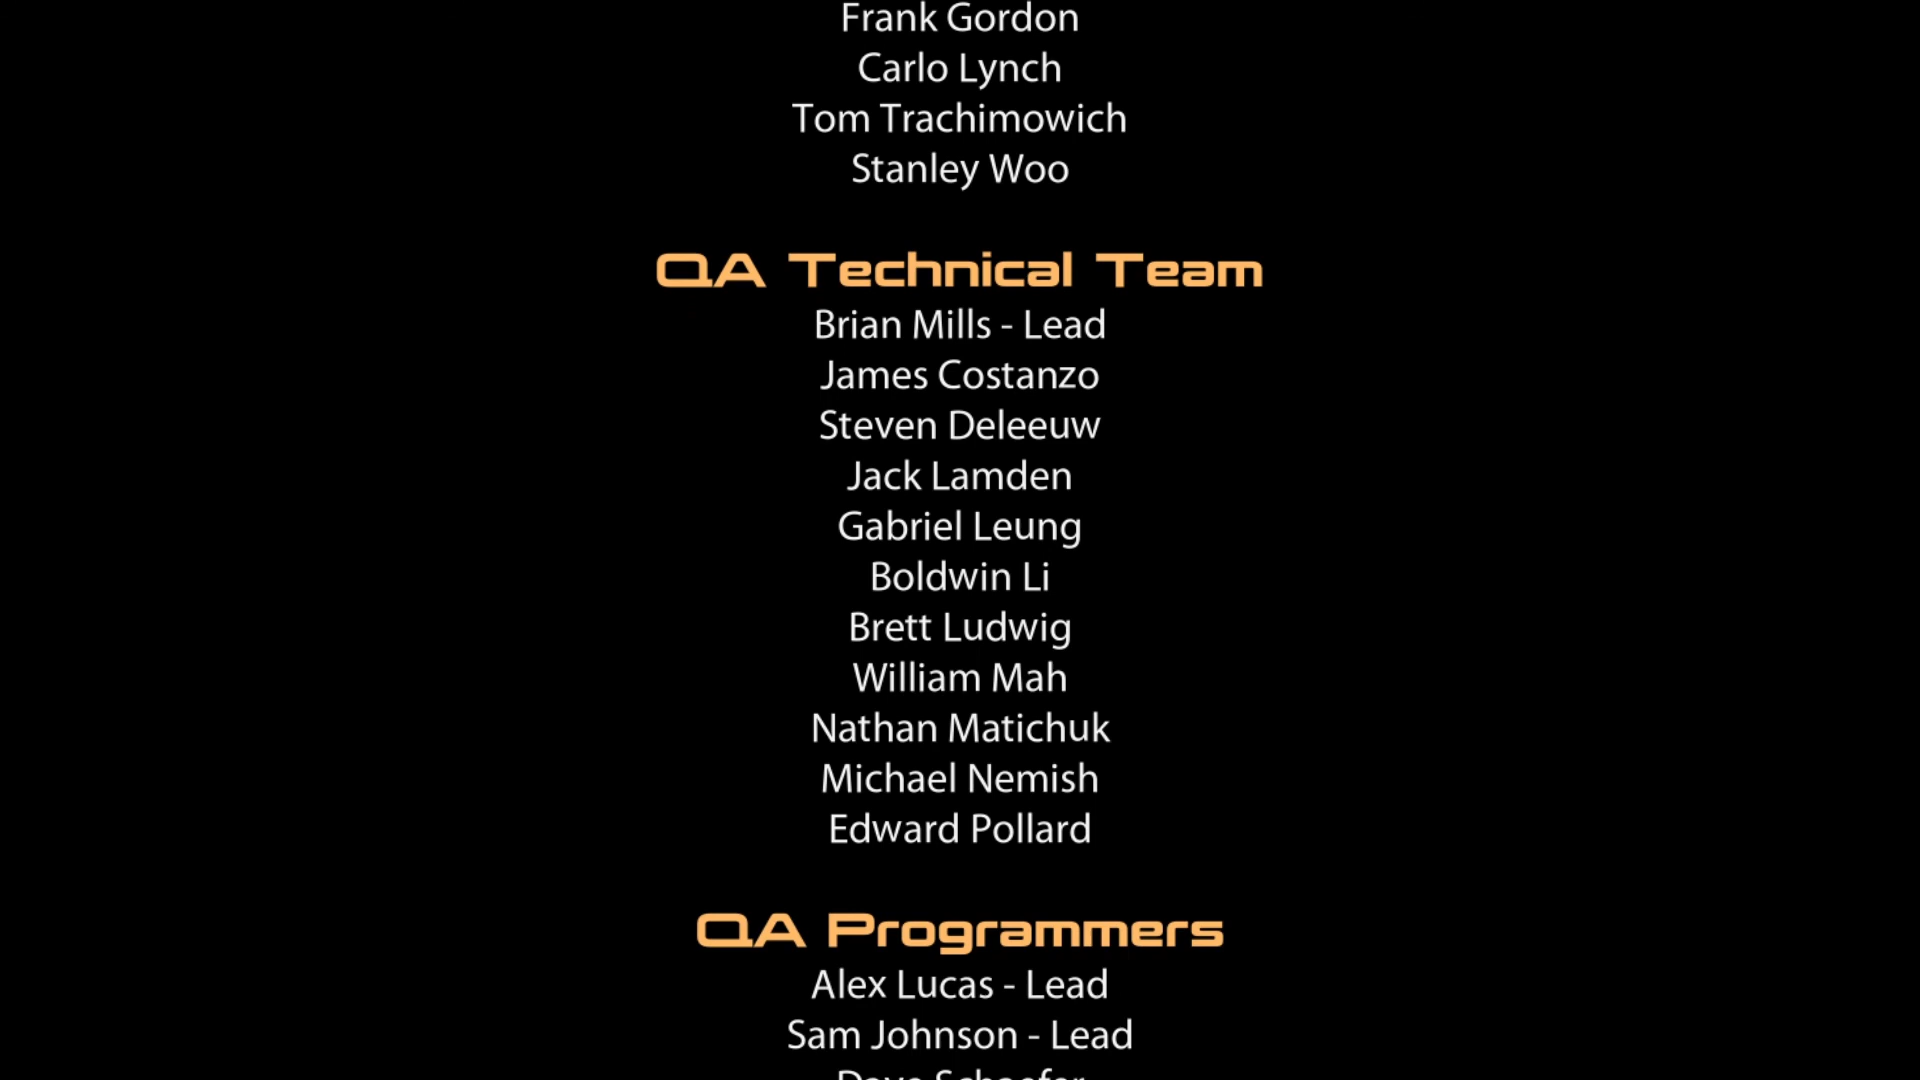 Frank Gordon
Carlo Lynch
Tom Trachimowich
Stanley Woo
QA Technical Team
Brian Mills - Lead
James Costanzo
Steven Deleeuw
Jack Lamden
Gabriel Leung
Boldwin Li
Brett Ludwig
William Mah
Nathan Matichuk
Michael Nemish
Edward Pollard
QA Programmers
Alex Lucas - Lead
Sam Johnson - Lead
Dave Schaefer